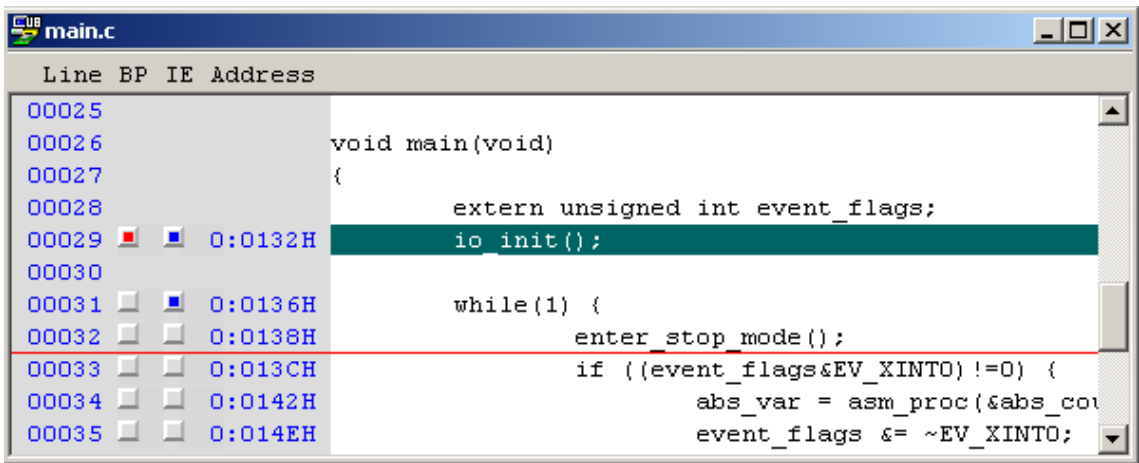 main.c
Line BP IE Address
00025
00026 void main(void)
00027 {
00028 extern unsigned int event_flags;
00029 0:0132H io_init();
00030
00031 0:0136H while(1) {
00032 0:0138H enter_stop_mode();
00033 0:013CH if ((event_flags&EV_XINT0)!=0) {
00034 0:0142H abs_var = asm_proc(&abs_cou
00035 0:014EH event_flags &= ~EV_XINT0;